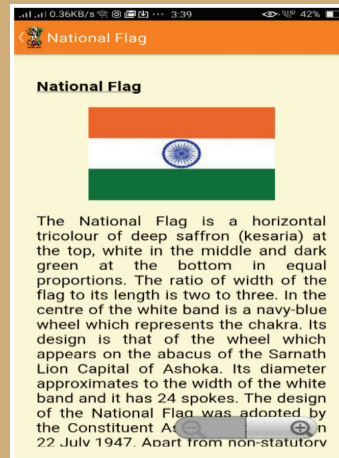 0.36KB/s ... 3:39 42%
National Flag
National Flag
The National Flag is a horizontal
tricolour of deep saffron (kesaria) at
the top, white in the middle and dark
green at the bottom in equal
proportions. The ratio of width of the
flag to its length is two to three. In the
centre of the white band is a navy-blue
wheel which represents the chakra. Its
design is that of the wheel which
appears on the abacus of the Sarnath
Lion Capital of Ashoka. Its diameter
approximates to the width of the white
band and it has 24 spokes. The design
of the National Flag was adopted by
the Constituent
22 July 1947. Apart from non-statutory